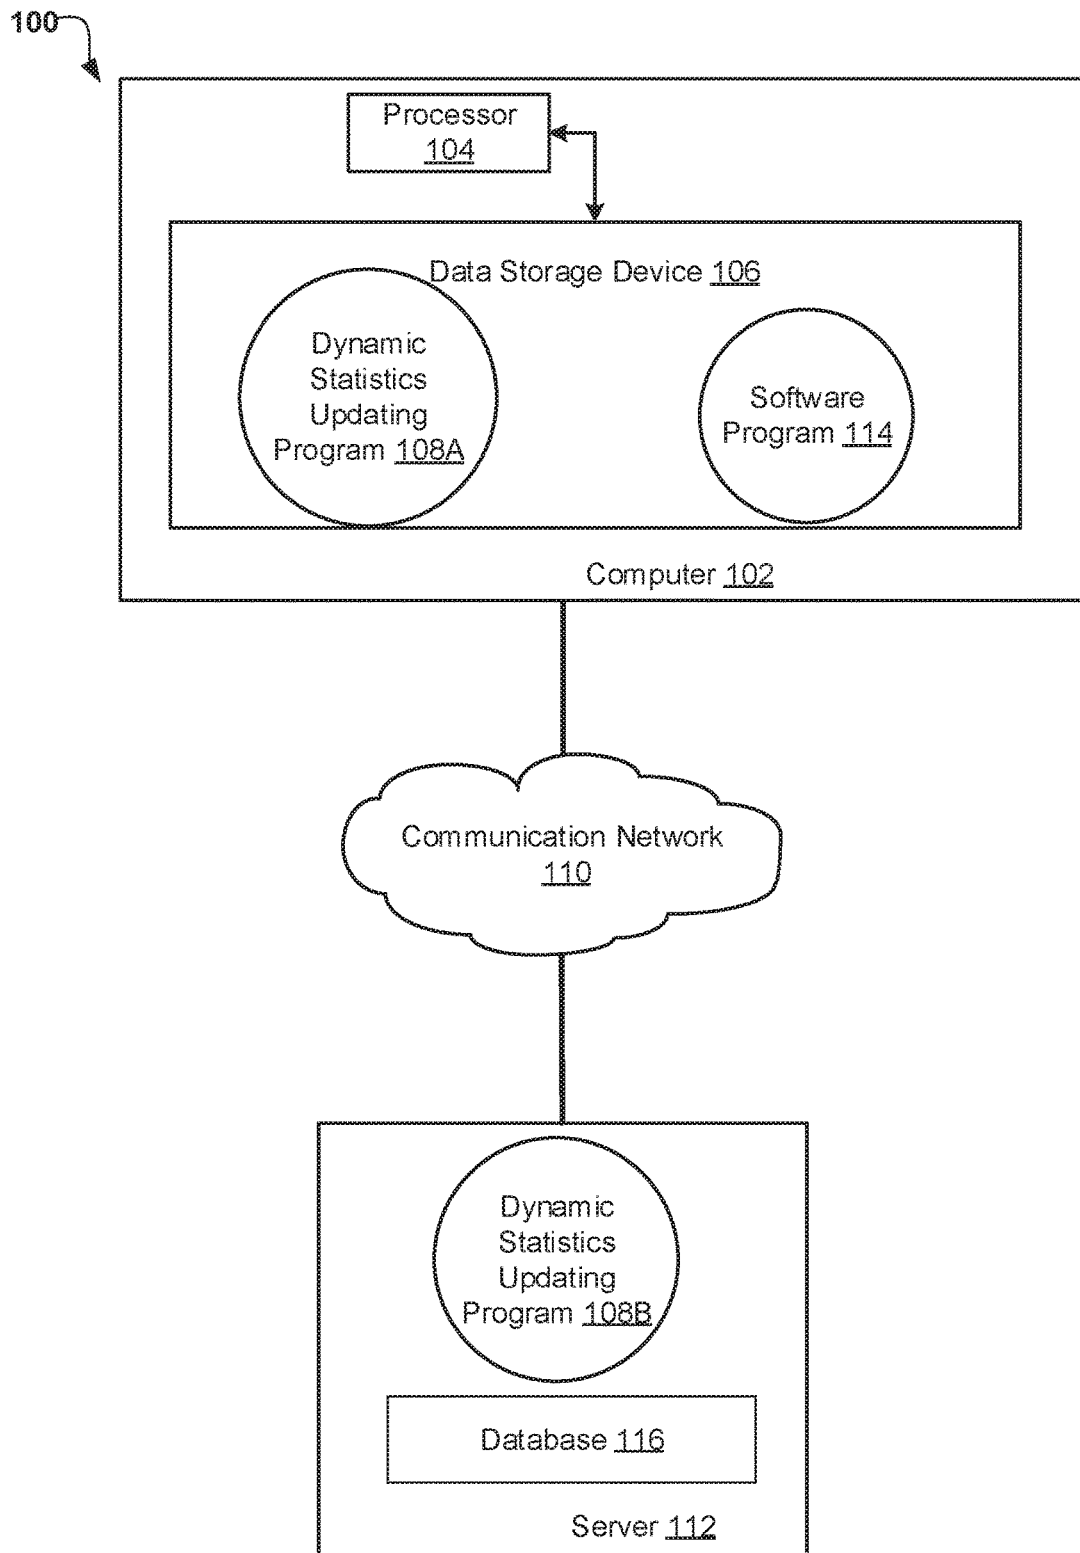 100
Processor
104
Data Storage Device 106
Dynamic
Statistics
Updating
Program 108A
Software
Program 114
Computer 102
Communication Network
110
Dynamic
Statistics
Updating
Program 108B
Database 116
Server 112